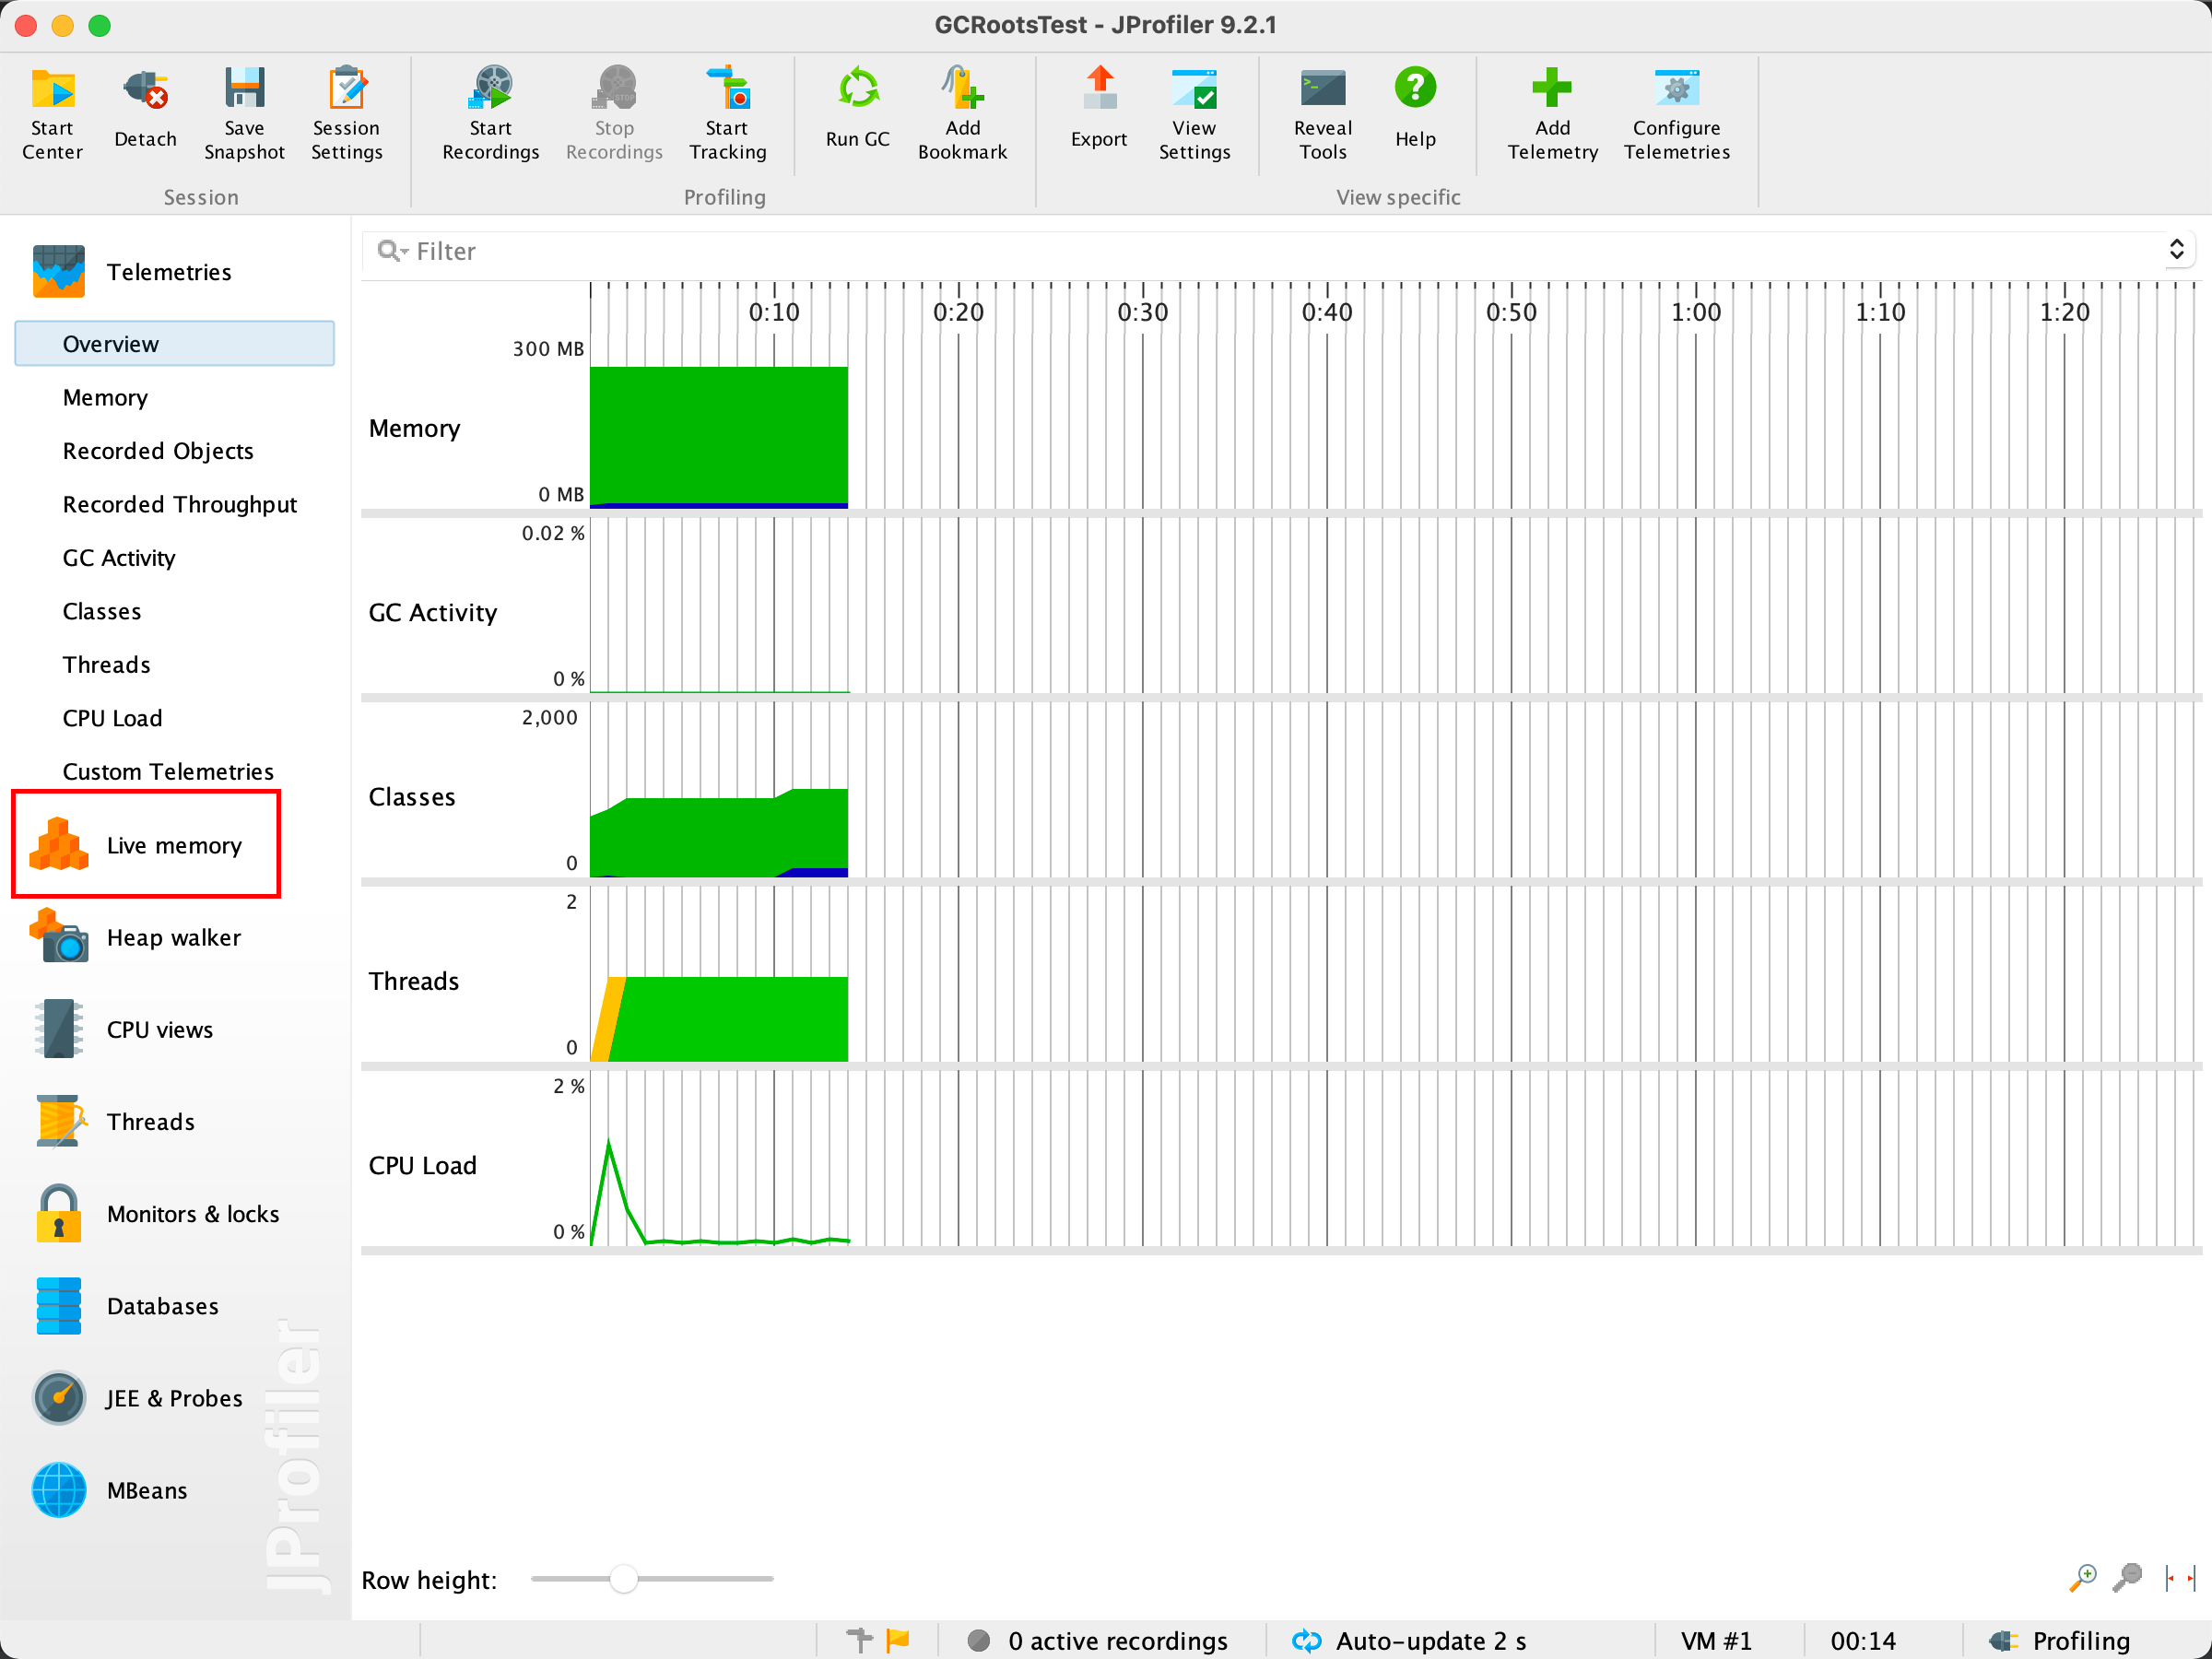 GCRootsTest - JProfiler 9.2.1
Start Center
Detach
Save Snapshot
Session Settings
Start Recordings
Stop Recordings
Start Tracking
Run GC
Add Bookmark
Export
View Settings
Reveal Tools
Help
Add Telemetry
Configure Telemetries
Session
Profiling
View specific
Telemetries
Overview
Memory
Recorded Objects
Recorded Throughput
GC Activity
Classes
Threads
CPU Load
Custom Telemetries
Live memory
Heap walker
CPU views
Threads
Monitors & locks
Databases
JEE & Probes
MBeans
JProfiler
Filter
0:10 0:20 0:30 0:40 0:50 1:00 1:10 1:20
300 MB
Memory
0 MB
0.02 %
GC Activity
0 %
2,000
Classes
0
2
Threads
0
2 %
CPU Load
0 %
Row height:
0 active recordings
Auto-update 2 s
VM #1
00:14
Profiling